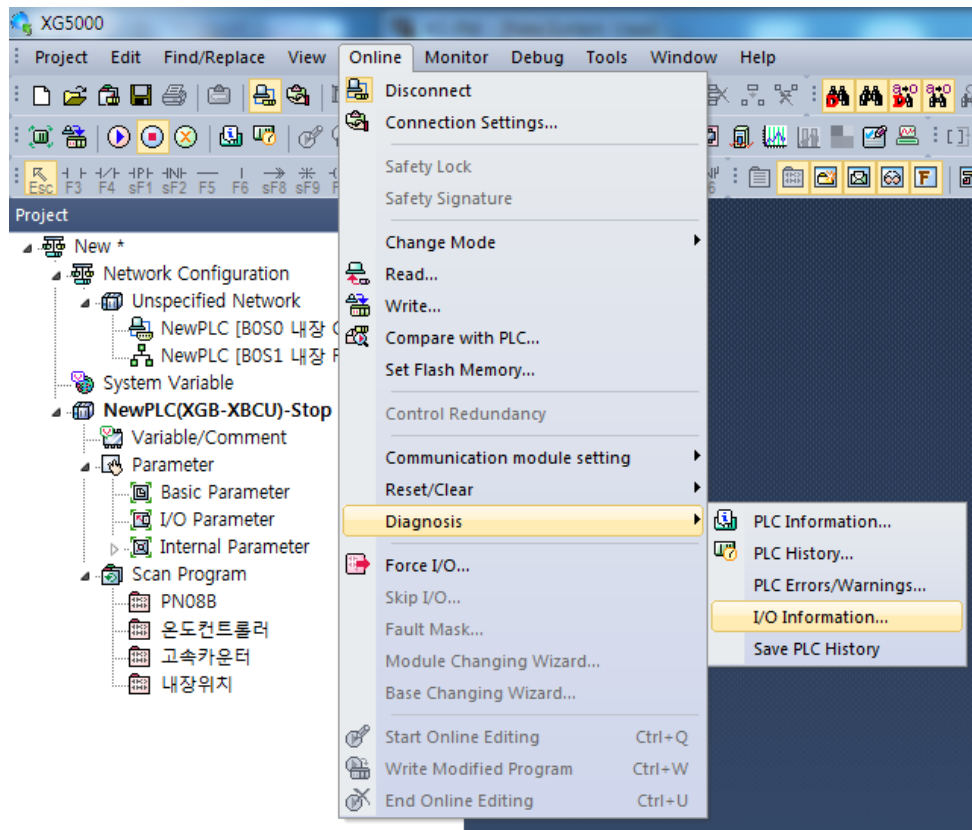 XG5000
Project Edit Find/Replace View Online Monitor Debug Tools Window Help
Esc F3 F4 sF1 sF2 F5 F6 sF8 sF9
Project
New *
Network Configuration
Unspecified Network
NewPLC [B0S0 내장
NewPLC [B0S1 내장
System Variable
NewPLC(XGB-XBCU)-Stop
Variable/Comment
Parameter
Basic Parameter
I/O Parameter
Internal Parameter
Scan Program
PN08B
온도컨트롤러
고속카운터
내장위치
Disconnect
Connection Settings...
Safety Lock
Safety Signature
Change Mode
Read...
Write...
Compare with PLC...
Set Flash Memory...
Control Redundancy
Communication module setting
Reset/Clear
Diagnosis
Force I/O...
Skip I/O...
Fault Mask...
Module Changing Wizard...
Base Changing Wizard...
Start Online Editing Ctrl+Q
Write Modified Program Ctrl+W
End Online Editing Ctrl+U
PLC Information...
PLC History...
PLC Errors/Warnings...
I/O Information...
Save PLC History